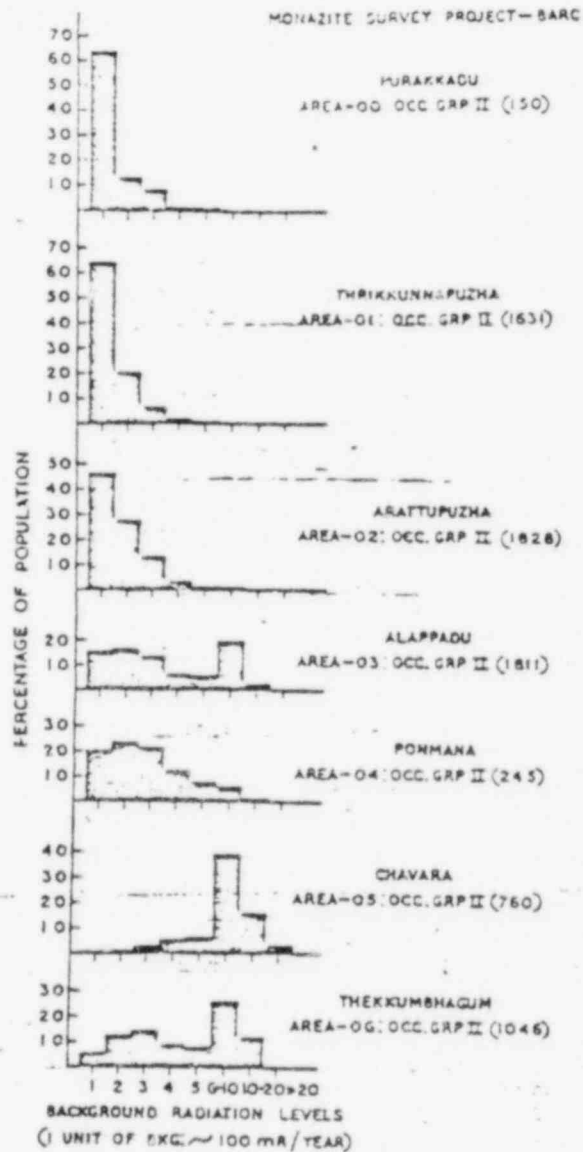 MONAZITE SURVEY PROJECT-BARC
PURAKKADU
AREA-00: OCC. GRP II (150)
70
60
50
40
30
20
10
THRIKKUNNAPUZHA
AREA-01: OCC. GRP II (1631)
70
60
50
40
30
20
10
ARATTUPUZHA
AREA-02: OCC. GRP II (1828)
50
40
30
20
10
ALAPPADU
AREA-03: OCC. GRP II (1811)
20
10
PONMANA
AREA-04: OCC. GRP II (245)
30
20
10
CHAVARA
AREA-05: OCC. GRP II (760)
40
30
20
10
THEKKUMBHAGUM
AREA-06: OCC. GRP II (1046)
30
20
10
PERCENTAGE OF POPULATION
1 2 3 4 5 6-10 10-20 >20
BACKGROUND RADIATION LEVELS
(1 UNIT OF BKG. ~ 100 mR/YEAR)